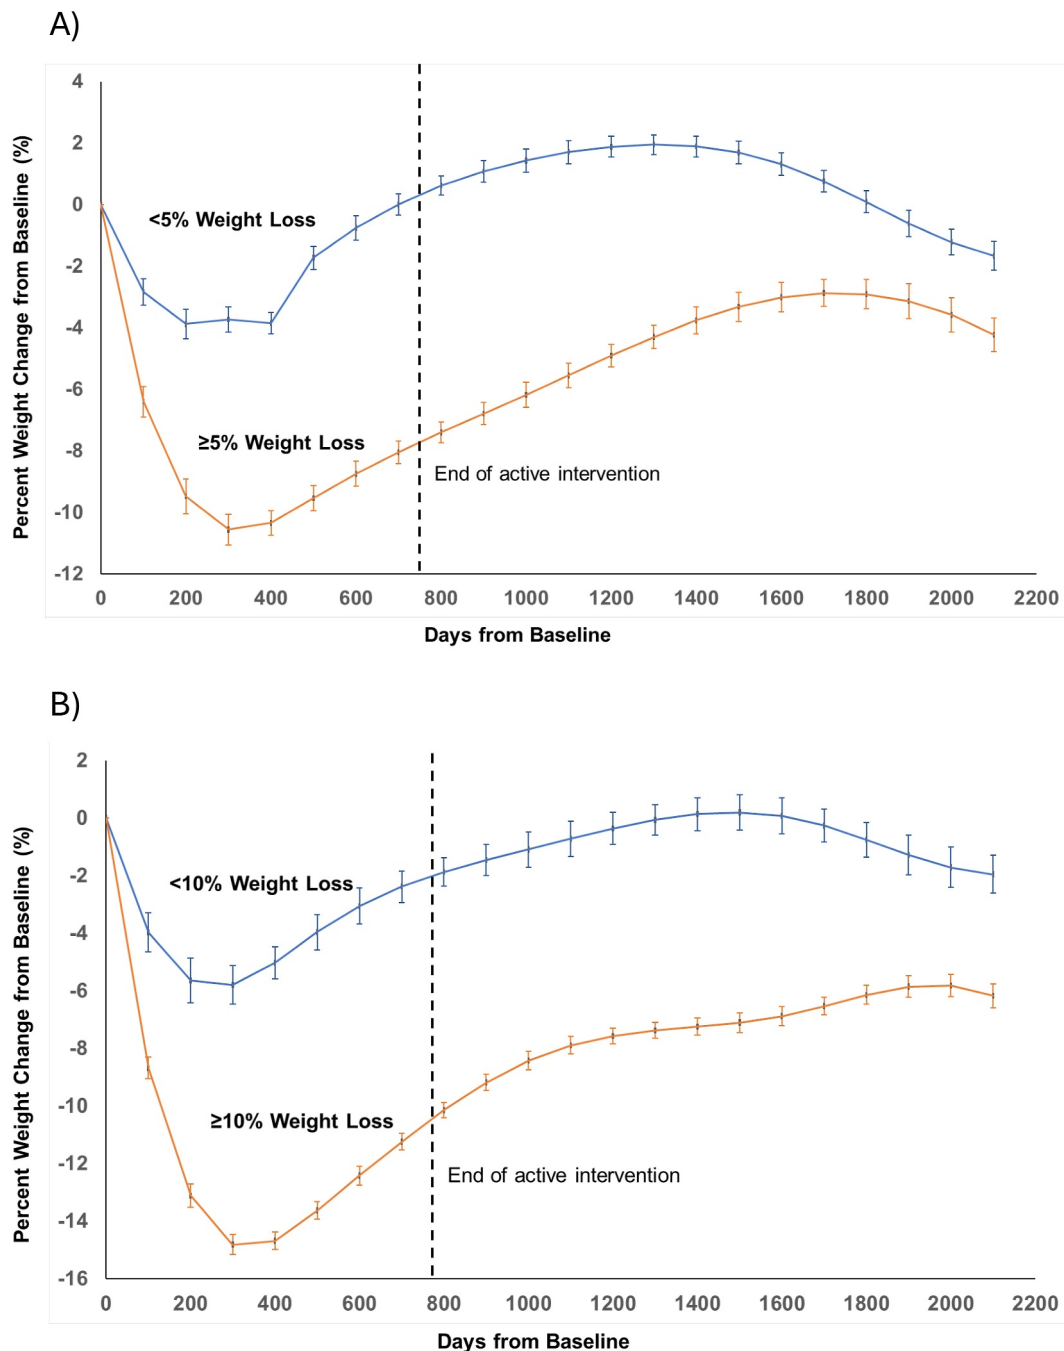 A)
Percent Weight Change from Baseline (%)
4
2
0
-2
-4
-6
-8
-10
-12
<5% Weight Loss
≥5% Weight Loss
End of active intervention
0 200 400 600 800 1000 1200 1400 1600 1800 2000 2200
Days from Baseline
B)
Percent Weight Change from Baseline (%)
2
0
-2
-4
-6
-8
-10
-12
-14
-16
<10% Weight Loss
≥10% Weight Loss
End of active intervention
0 200 400 600 800 1000 1200 1400 1600 1800 2000 2200
Days from Baseline